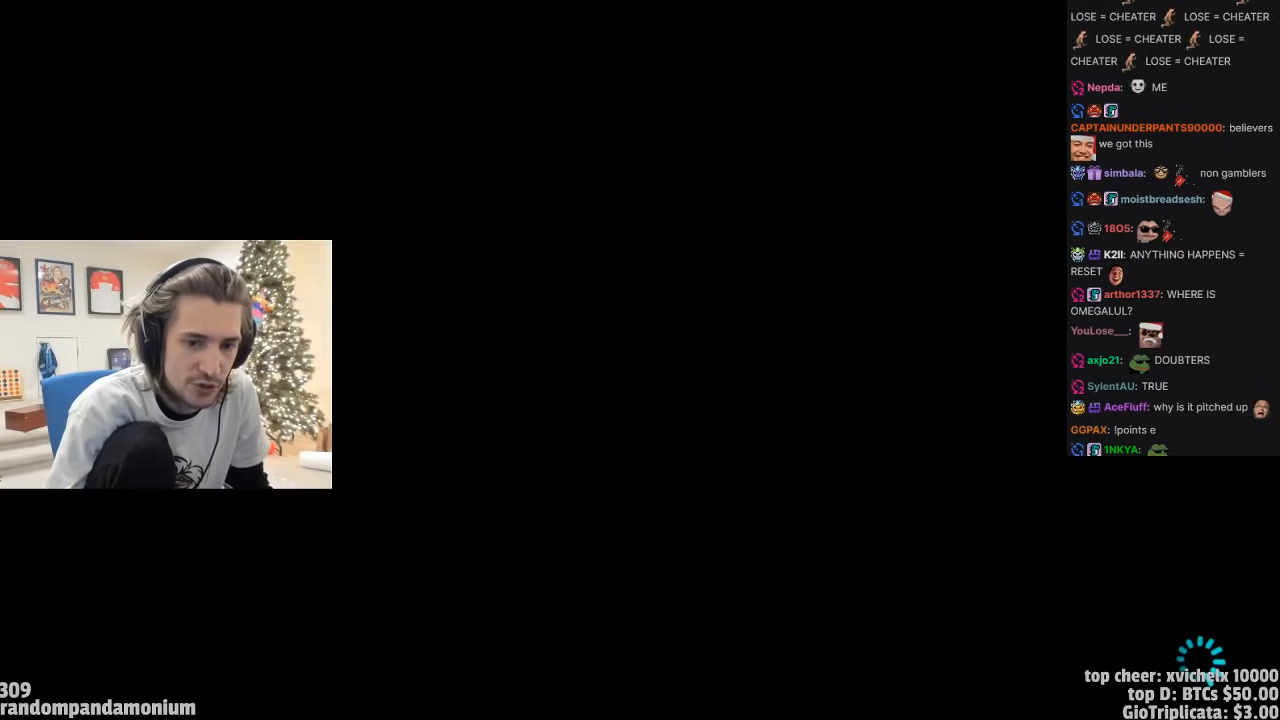 LOSE = CHEATER LOSE = CHEATER
LOSE = CHEATER LOSE =
CHEATER LOSE = CHEATER
Nepda: ME
CAPTAINUNDERPANTS90000: believers
we got this
simbala: non gamblers
moistbreadsesh:
18O5:
K2II: ANYTHING HAPPENS =
RESET
arthor1337: WHERE IS
OMEGALUL?
YouLose___:
axjo21: DOUBTERS
SylentAU: TRUE
AceFluff: why is it pitched up
GGPAX: !points e
1NKYA:
309
randompandamonium
top cheer: xvichelx 10000
top D: BTCs $50.00
GioTriplicata: $3.00